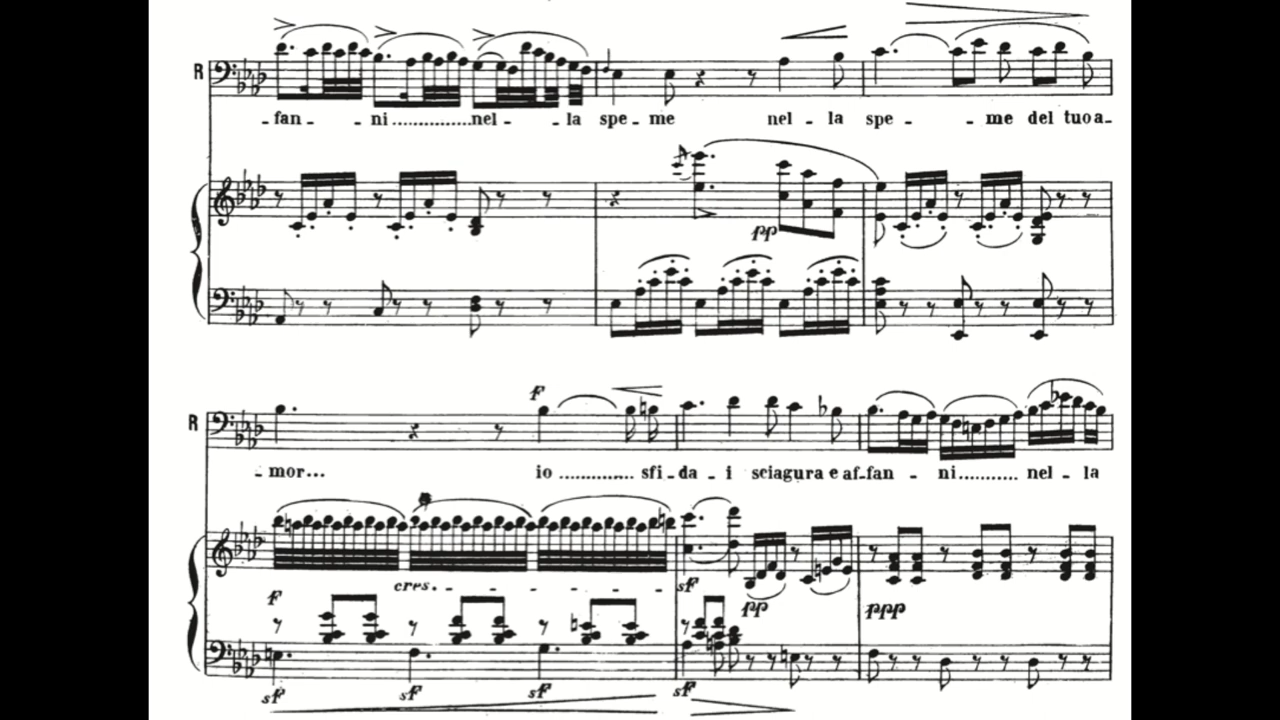 R
-fan- - ni..............nel- - la spe-me nel-la spe- - me del tuo a-
pp
R
F
-mor... io ............. sfi-da-i sciagura e af-fan- ni.......... nel-la
F cres. - - - - - sF pp ppp
sF sF sF sF